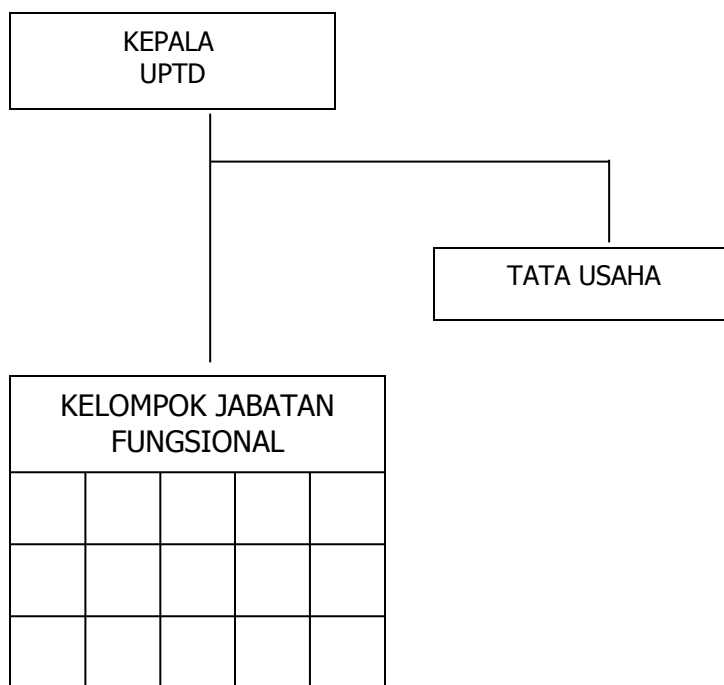 KEPALA
UPTD
TATA USAHA
KELOMPOK JABATAN
FUNGSIONAL